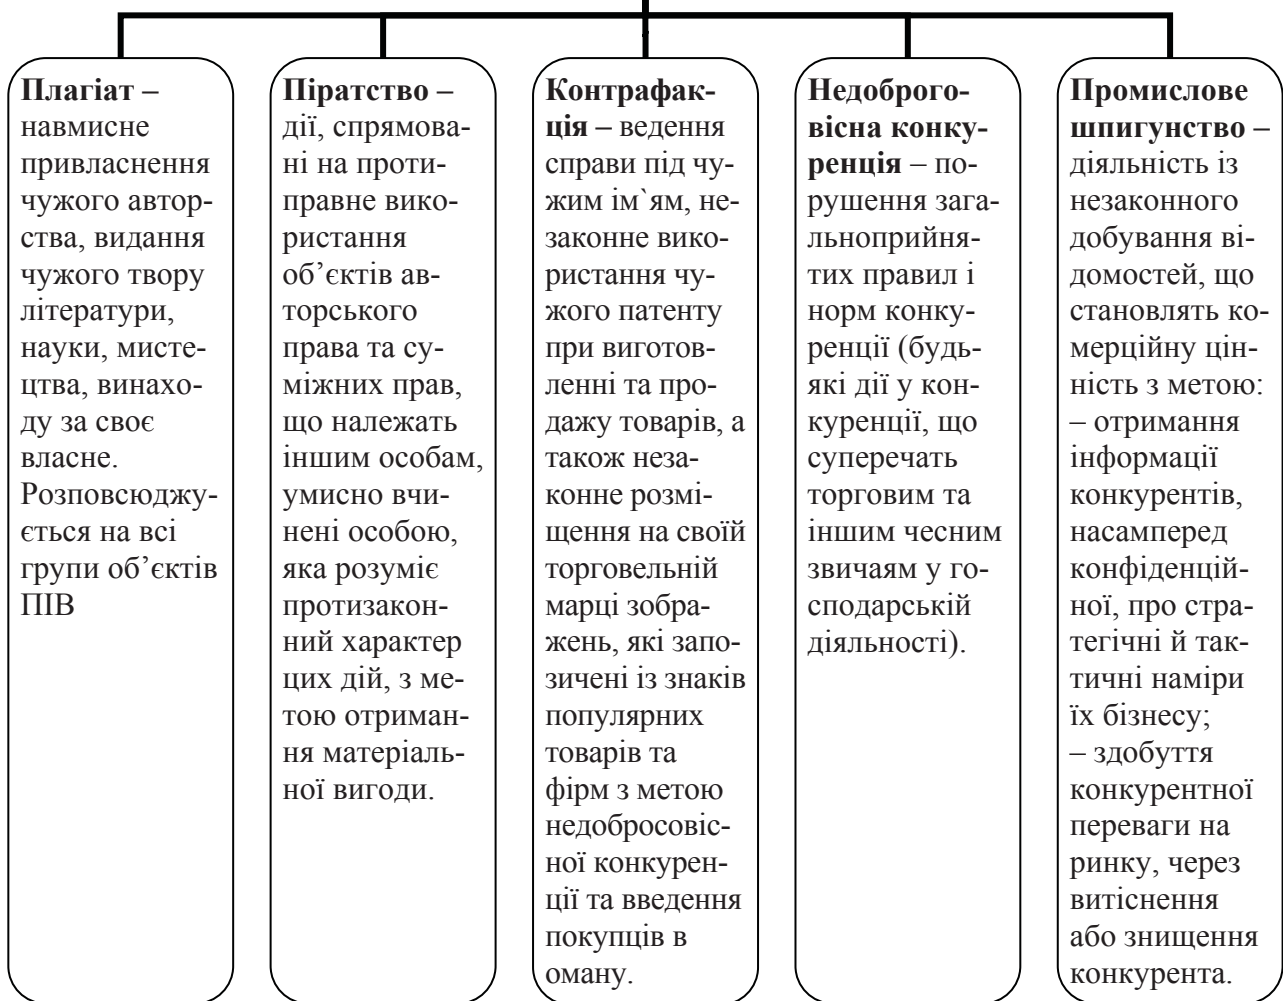 Плагіат –
навмисне
привласнення
чужого автор-
ства, видання
чужого твору
літератури,
науки, мисте-
цтва, винахо-
ду за своє
власне.
Розповсюджу-
ється на всі
групи об’єктів
ПІВ
Піратство –
дії, спрямова-
ні на проти-
правне вико-
ристання
об’єктів ав-
торського
права та су-
міжних прав,
що належать
іншим особам,
умисно вчи-
нені особою,
яка розуміє
протизакон-
ний характер
цих дій, з ме-
тою отриман-
ня матеріаль-
ної вигоди.
Контрафак-
ція – ведення
справи під чу-
жим ім`ям, не-
законне вико-
ристання чу-
жого патенту
при виготов-
ленні та про-
дажу товарів, а
також неза-
конне розмі-
щення на своїй
торговельній
марці зобра-
жень, які запо-
зичені із знаків
популярних
товарів та
фірм з метою
недобросовіс-
ної конкурен-
ції та введення
покупців в
оману.
Недоброго-
вісна конку-
ренція – по-
рушення зага-
льноприйня-
тих правил і
норм конку-
ренції (будь-
які дії у кон-
куренції, що
суперечать
торговим та
іншим чесним
звичаям у го-
сподарській
діяльності).
Промислове
шпигунство –
діяльність із
незаконного
добування ві-
домостей, що
становлять ко-
мерційну цін-
ність з метою:
– отримання
інформації
конкурентів,
насамперед
конфіденцій-
ної, про стра-
тегічні й так-
тичні наміри
їх бізнесу;
– здобуття
конкурентної
переваги на
ринку, через
витіснення
або знищення
конкурента.